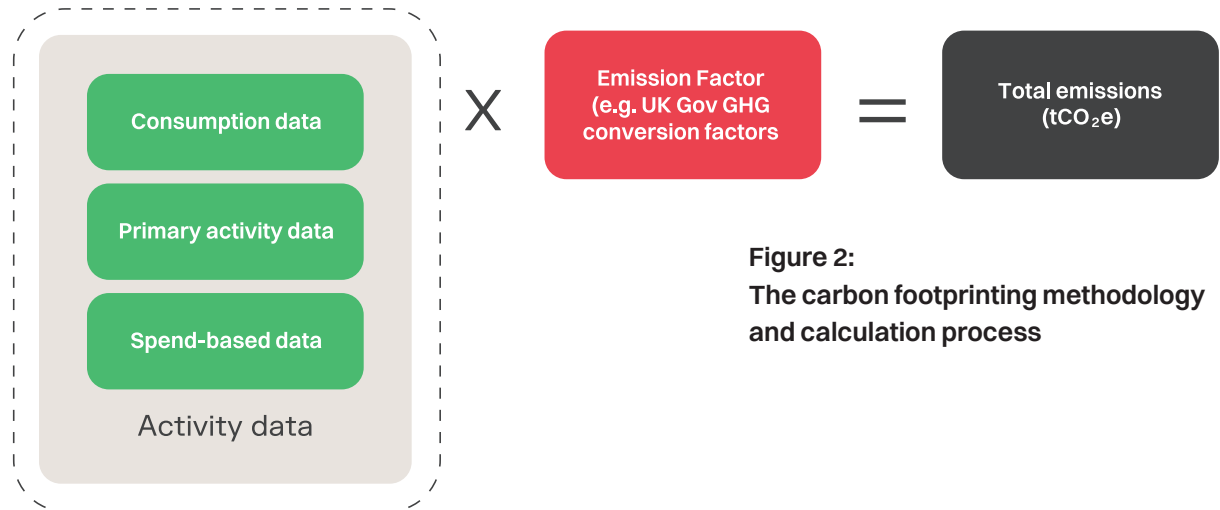 Consumption data
Primary activity data
Spend-based data
Activity data
X
Emission Factor
(e.g. UK Gov GHG
conversion factors
=
Total emissions
(tCO₂e)
Figure 2:
The carbon footprinting methodology
and calculation process